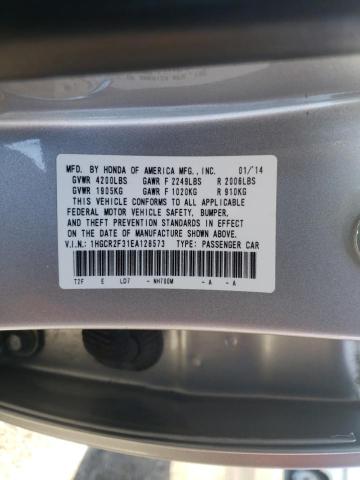 MFD. BY HONDA OF AMERICA MFG., INC. 01/14
GVWR 4200LBS GAWR F 2249LBS R 2006LBS
GVWR 1905KG GAWR F 1020KG R 910KG
THIS VEHICLE CONFORMS TO ALL APPLICABLE
FEDERAL MOTOR VEHICLE SAFETY, BUMPER,
AND THEFT PREVENTION STANDARDS IN EFFECT
ON THE DATE OF MANUFACTURE SHOWN ABOVE.
V.I.N.: 1HGCR2F31EA128573 TYPE: PASSENGER CAR
T2F E LD7 - NH700M - A - A